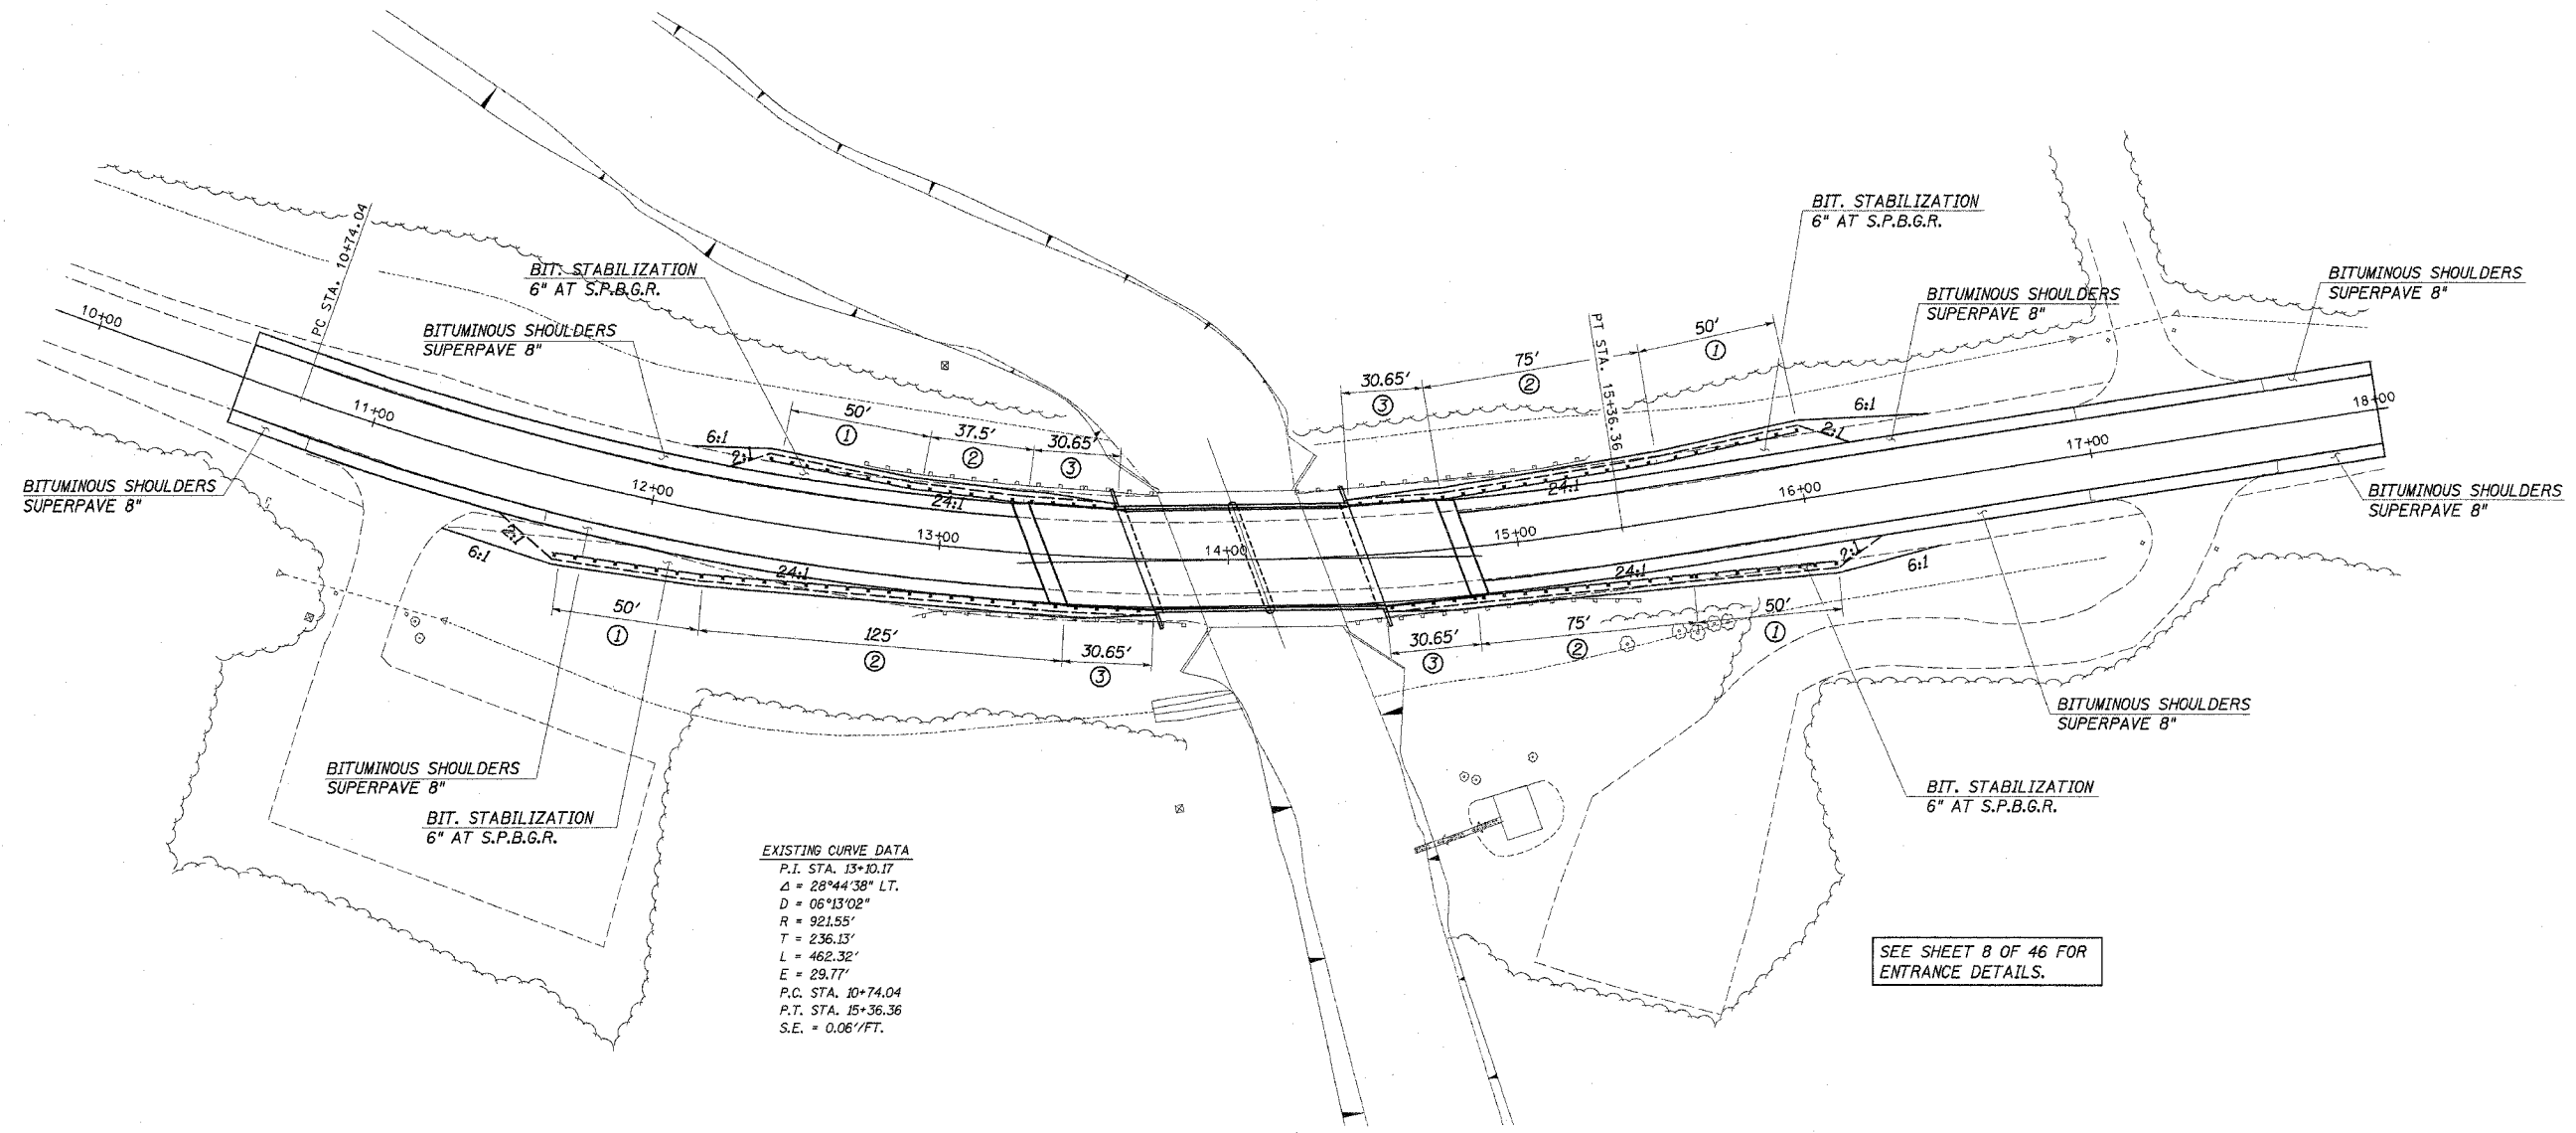 BIT. STABILIZATION
6" AT S.P.B.G.R.
PC STA. 10+74.04
BIT. STABILIZATION
6" AT S.P.B.G.R.
BITUMINOUS SHOULDERS
SUPERPAVE 8"
BITUMINOUS SHOULDERS
SUPERPAVE 8"
BITUMINOUS SHOULDERS
SUPERPAVE 8"
PT STA. 15+36.36
10+00
11+00
12+00
13+00
14+00
15+00
16+00
17+00
18+00
50'
1
37.5'
2
30.65'
3
30.65'
3
75'
2
50'
1
6:1
2:1
24:1
24:1
6:1
2:1
BITUMINOUS SHOULDERS
SUPERPAVE 8"
BITUMINOUS SHOULDERS
SUPERPAVE 8"
6:1
2:1
24:1
24:1
2:1
6:1
50'
1
125'
2
30.65'
3
30.65'
3
75'
2
50'
1
BITUMINOUS SHOULDERS
SUPERPAVE 8"
BITUMINOUS SHOULDERS
SUPERPAVE 8"
BIT. STABILIZATION
6" AT S.P.B.G.R.
BIT. STABILIZATION
6" AT S.P.B.G.R.
EXISTING CURVE DATA
P.I. STA. 13+10.17
Δ = 28°44'38" LT.
D = 06°13'02"
R = 921.55'
T = 236.13'
L = 462.32'
E = 29.77'
P.C. STA. 10+74.04
P.T. STA. 15+36.36
S.E. = 0.06'/FT.
SEE SHEET 8 OF 46 FOR
ENTRANCE DETAILS.